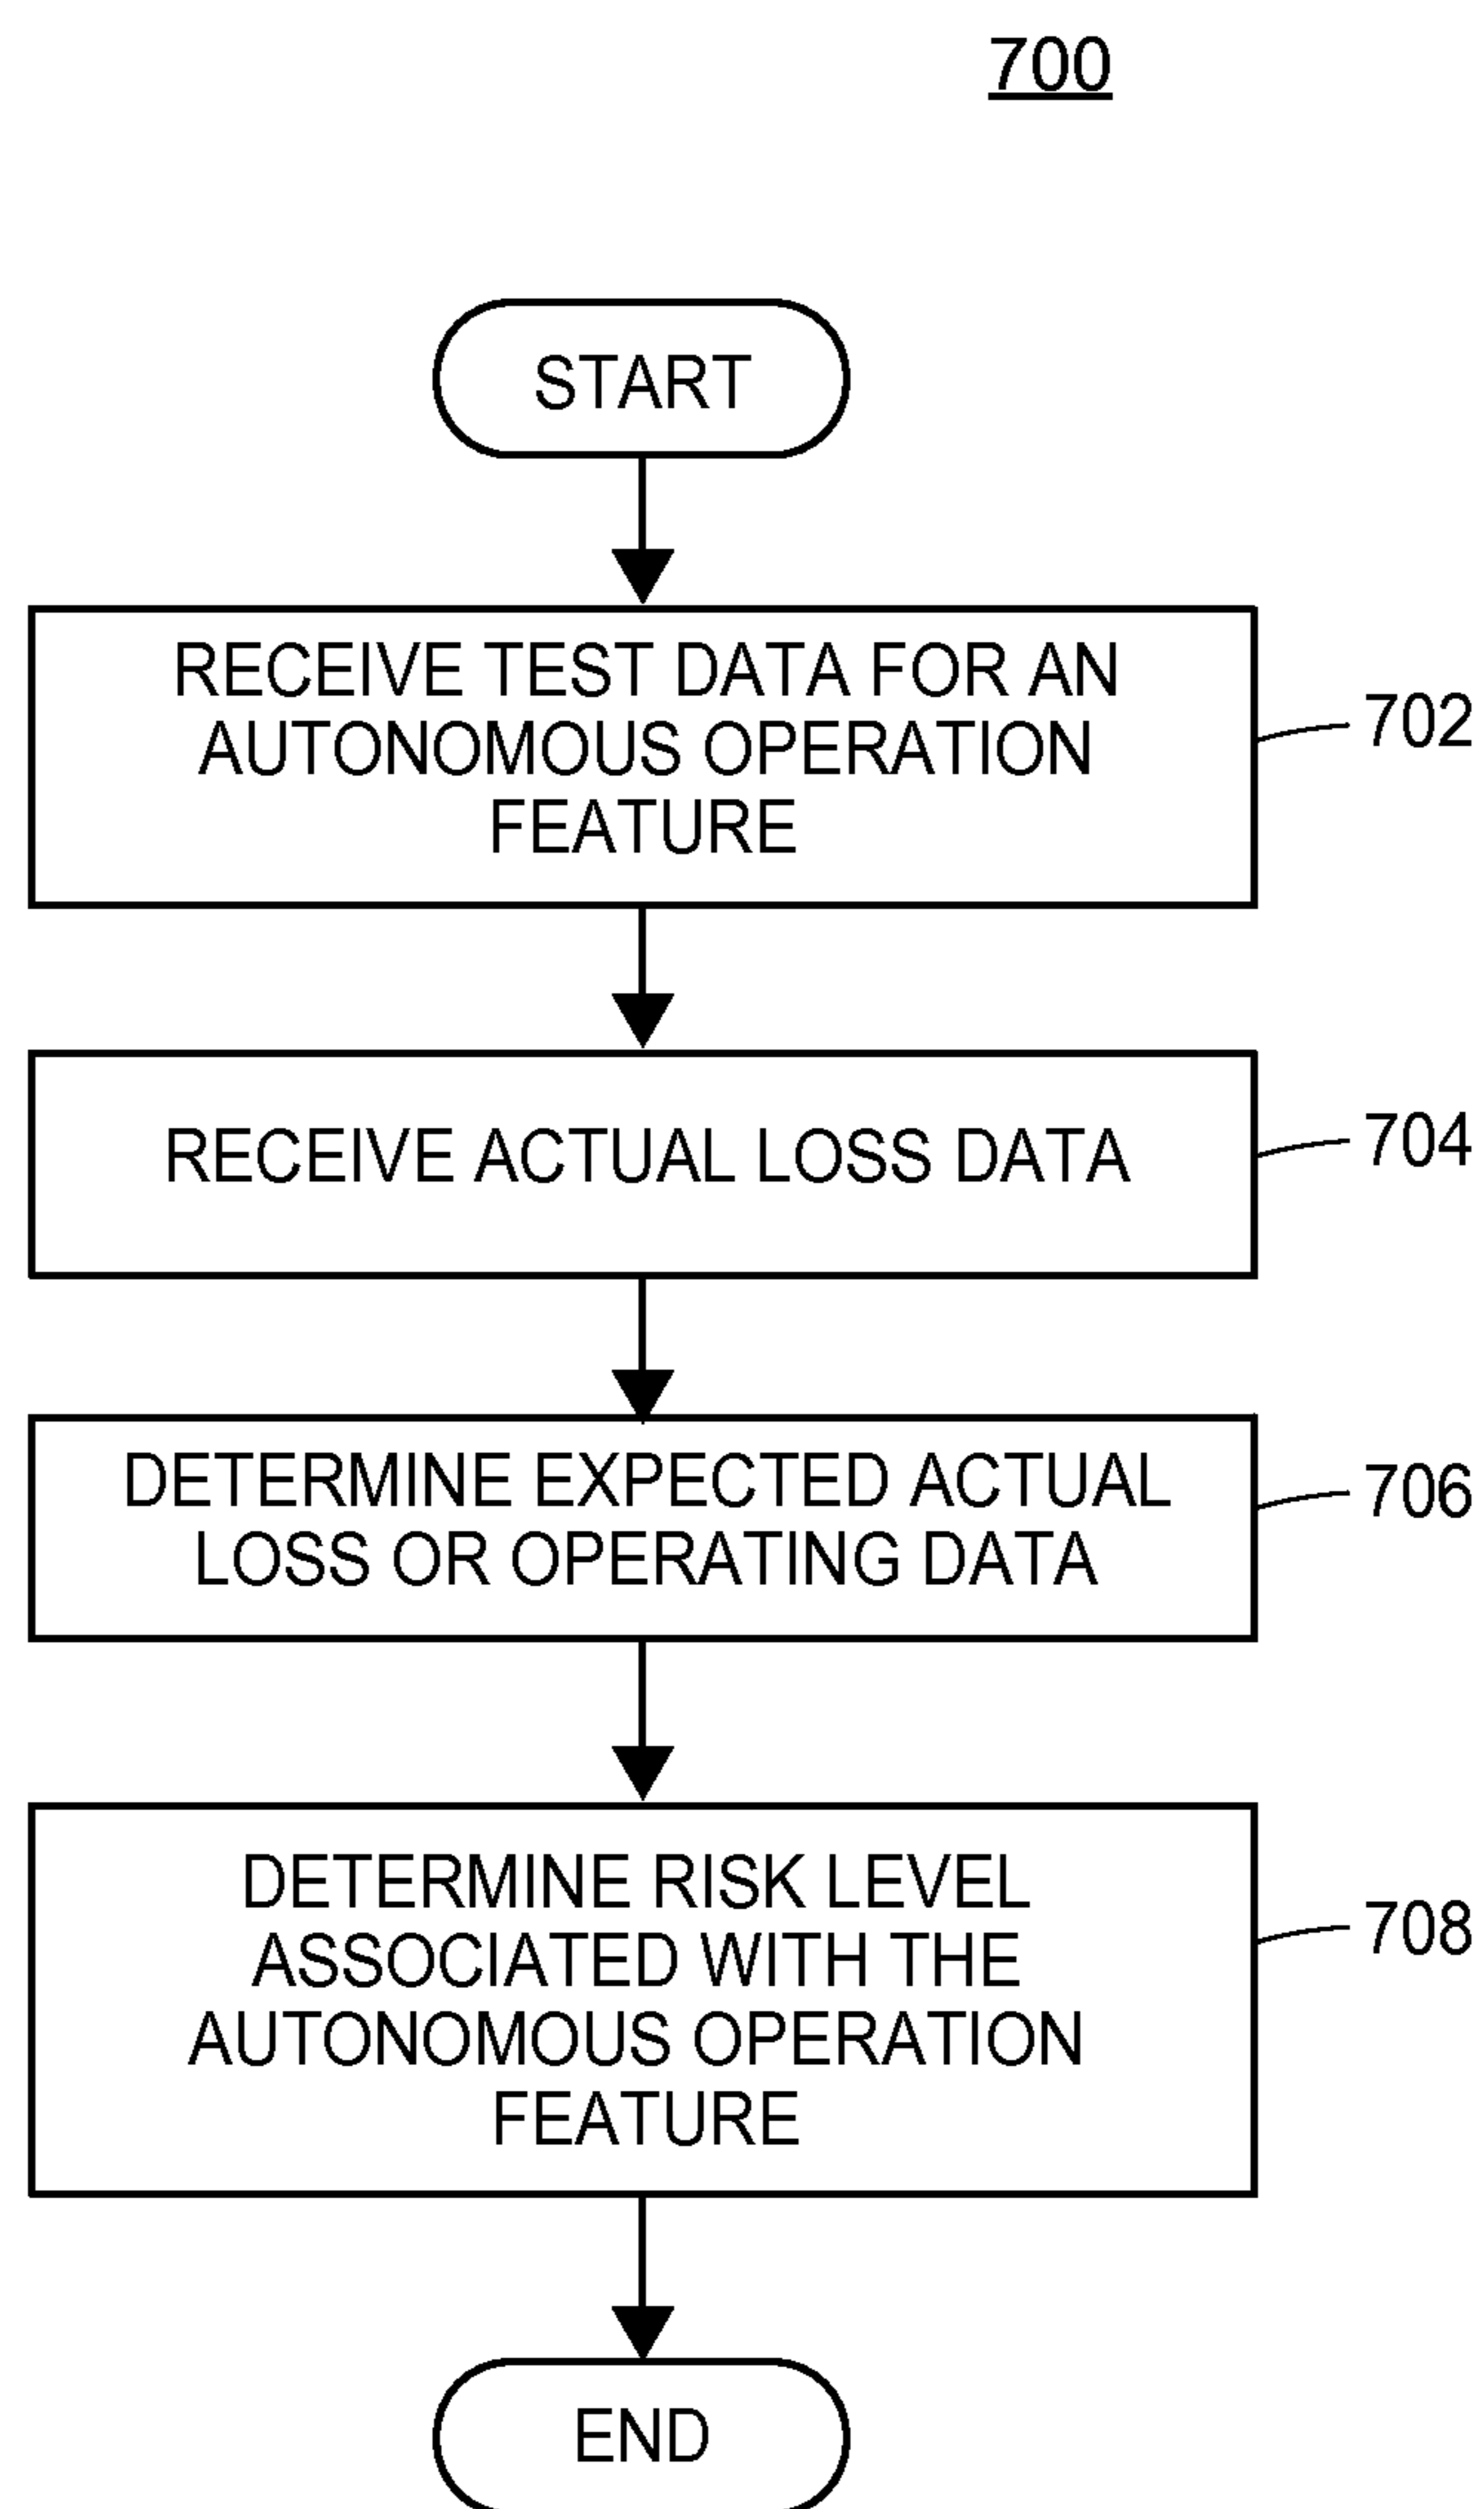 700
START
RECEIVE TEST DATA FOR AN
AUTONOMOUS OPERATION
FEATURE
702
RECEIVE ACTUAL LOSS DATA
704
DETERMINE EXPECTED ACTUAL
LOSS OR OPERATING DATA
706
DETERMINE RISK LEVEL
ASSOCIATED WITH THE
AUTONOMOUS OPERATION
FEATURE
708
END